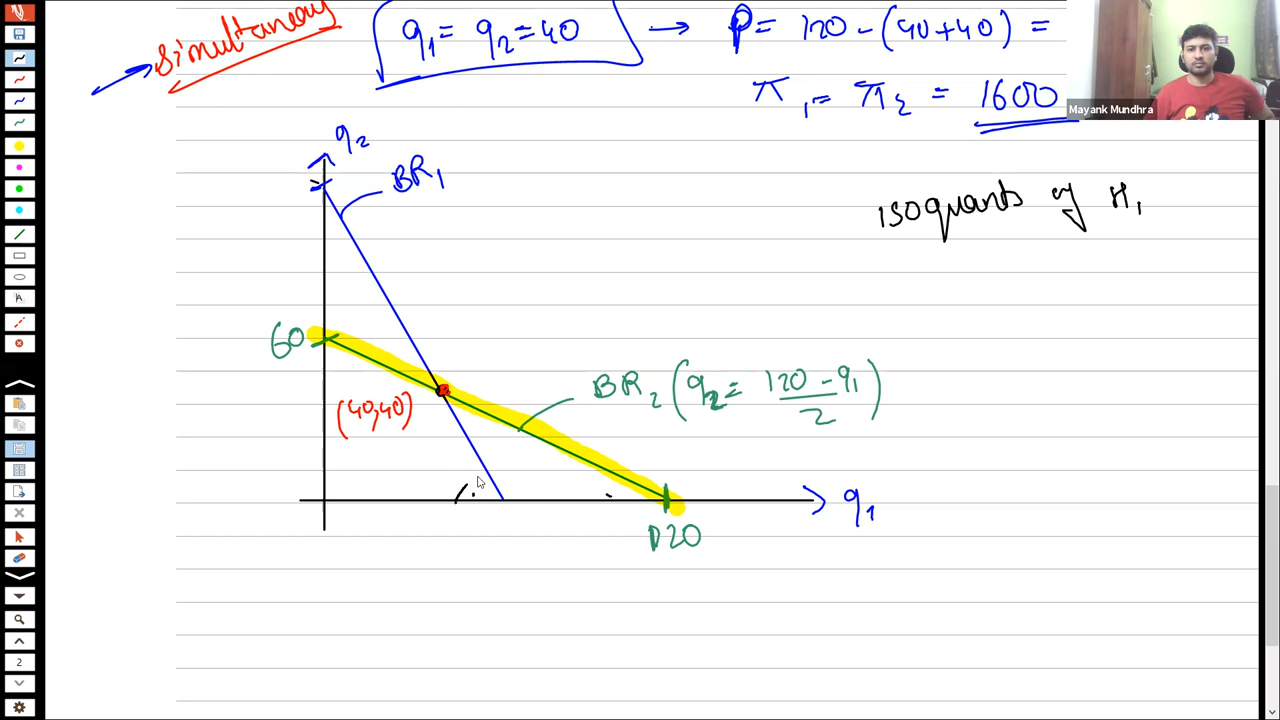 Simultaneous
q1 = q2 = 40 → P = 120 - (40+40) =
π1 = π2 = 1600
Mayank Mundhra
q2
BR1
isoquants of π1
60
(40,40)
BR2 (q2 = 120 - q1 / 2)
q1
120
2